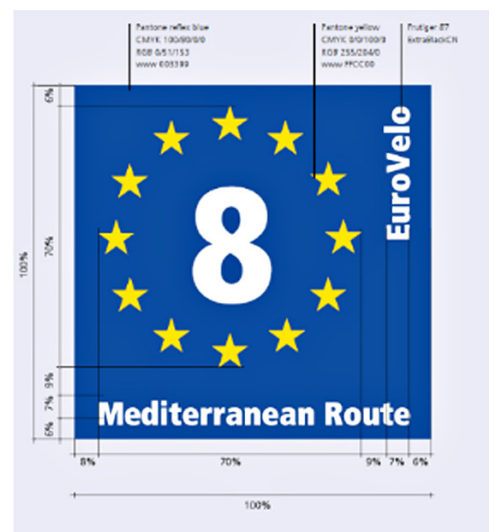 Pantone reflex blue
CMYK 100/80/0/0
RGB 0/51/153
www 003399
Pantone yellow
CMYK 0/0/100/0
RGB 255/204/0
www FFCC00
Frutiger 87
ExtraBlackCN
6%
70%
100%
9%
7%
6%
EuroVelo
8
Mediterranean Route
8%
70%
9%
7%
6%
100%